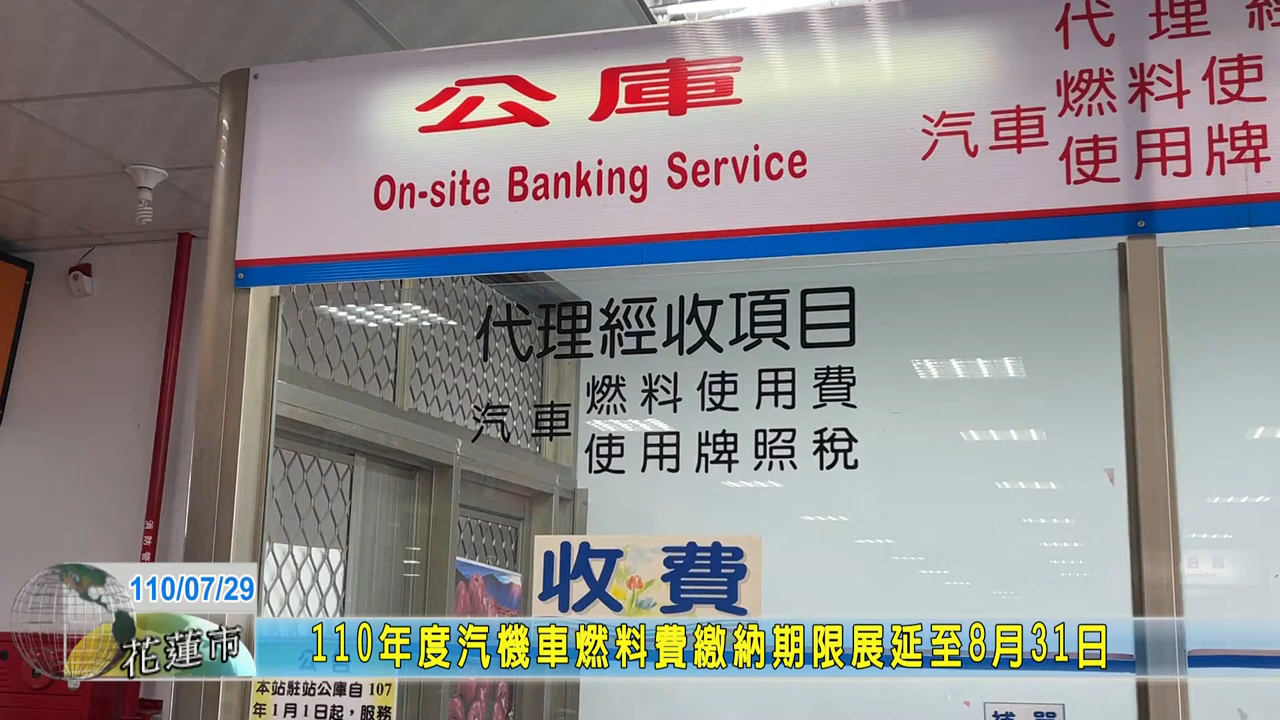 公庫
On-site Banking Service
代理經
汽車
燃料使
使用牌
代理經收項目
汽車
燃料使用費
使用牌照稅
收費
消防
110/07/29
花蓮市
110年度汽機車燃料費繳納期限展延至8月31日
本站駐站公庫自107
年1月1日起，服務